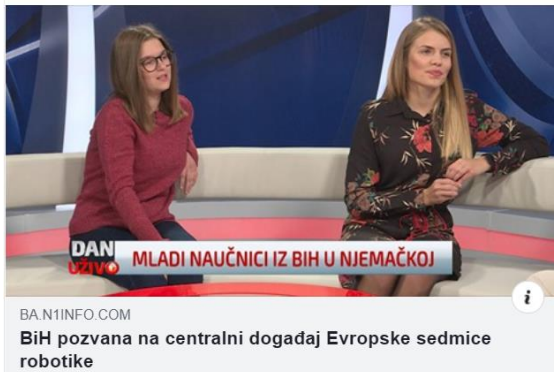 DAN
UŽIVO
MLADI NAUČNICI IZ BIH U NJEMAČKOJ
i
BA.N1INFO.COM
BiH pozvana na centralni događaj Evropske sedmice
robotike